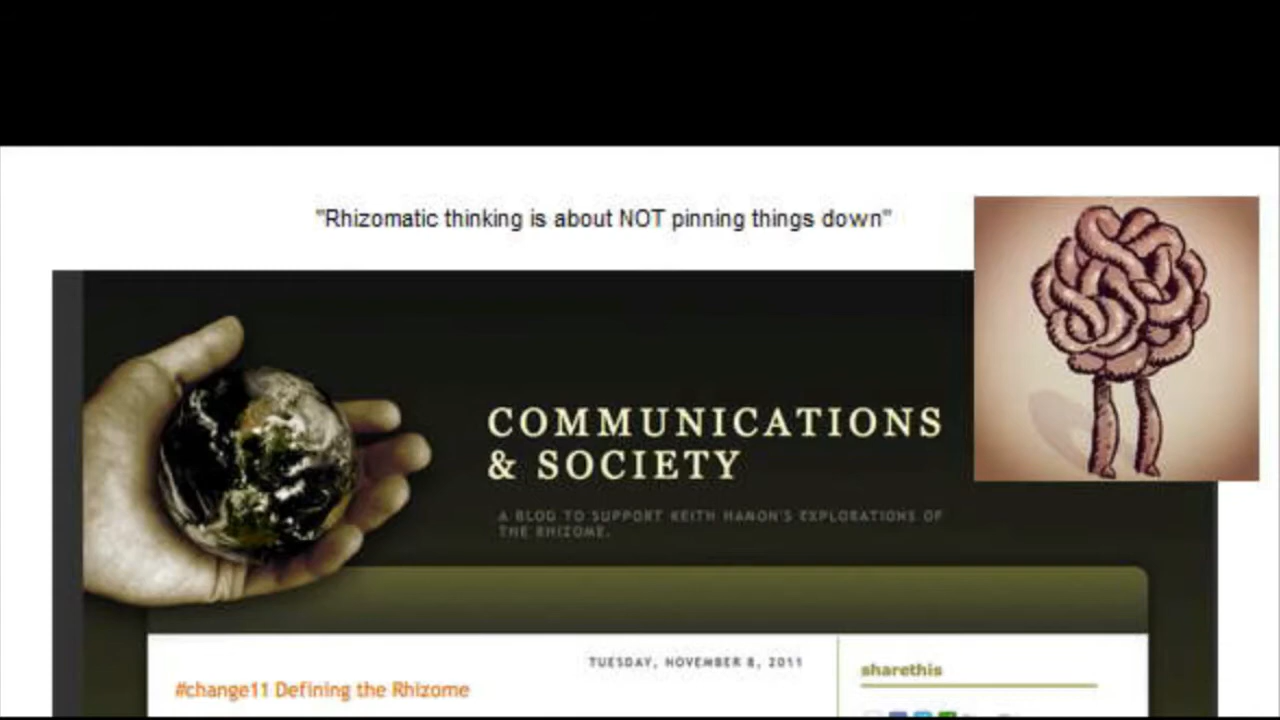 "Rhizomatic thinking is about NOT pinning things down"
COMMUNICATIONS
& SOCIETY
A BLOG TO SUPPORT KEITH HAMON'S EXPLORATIONS OF
THE RHIZOME.
TUESDAY, NOVEMBER 8, 2011
#change11 Defining the Rhizome
sharethis